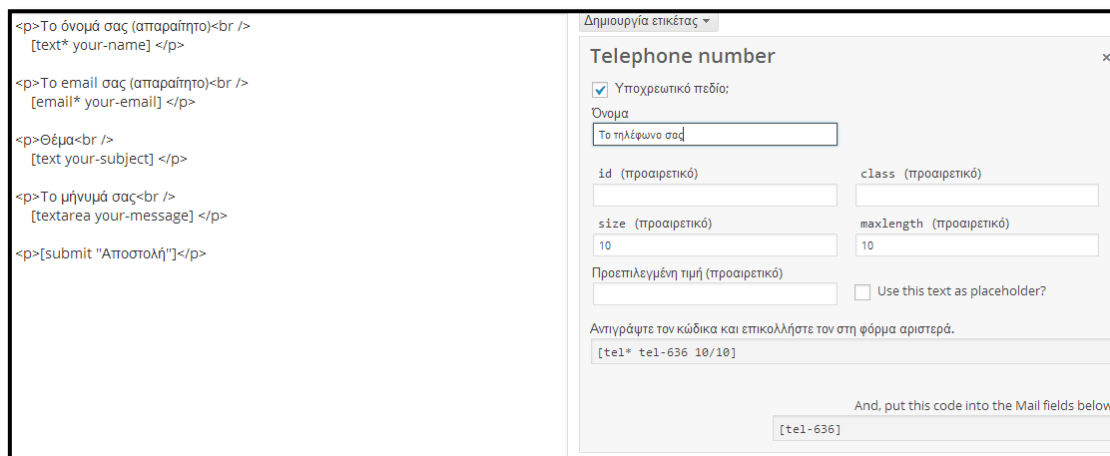 <p>Το όνομά σας (απαραίτητο)<br />
[text* your-name] </p>
<p>Το email σας (απαραίτητο)<br />
[email* your-email] </p>
<p>Θέμα<br />
[text your-subject] </p>
<p>Το μήνυμά σας<br />
[textarea your-message] </p>
<p>[submit "Αποστολή"]</p>
Δημιουργία ετικέτας
Telephone number
×
Υποχρεωτικό πεδίο;
Όνομα
Το τηλέφωνο σας
id (προαιρετικό)
class (προαιρετικό)
size (προαιρετικό)
maxlength (προαιρετικό)
10
10
Προεπιλεγμένη τιμή (προαιρετικό)
Use this text as placeholder?
Αντιγράψτε τον κώδικα και επικολλήστε τον στη φόρμα αριστερά.
[tel* tel-636 10/10]
And, put this code into the Mail fields below
[tel-636]